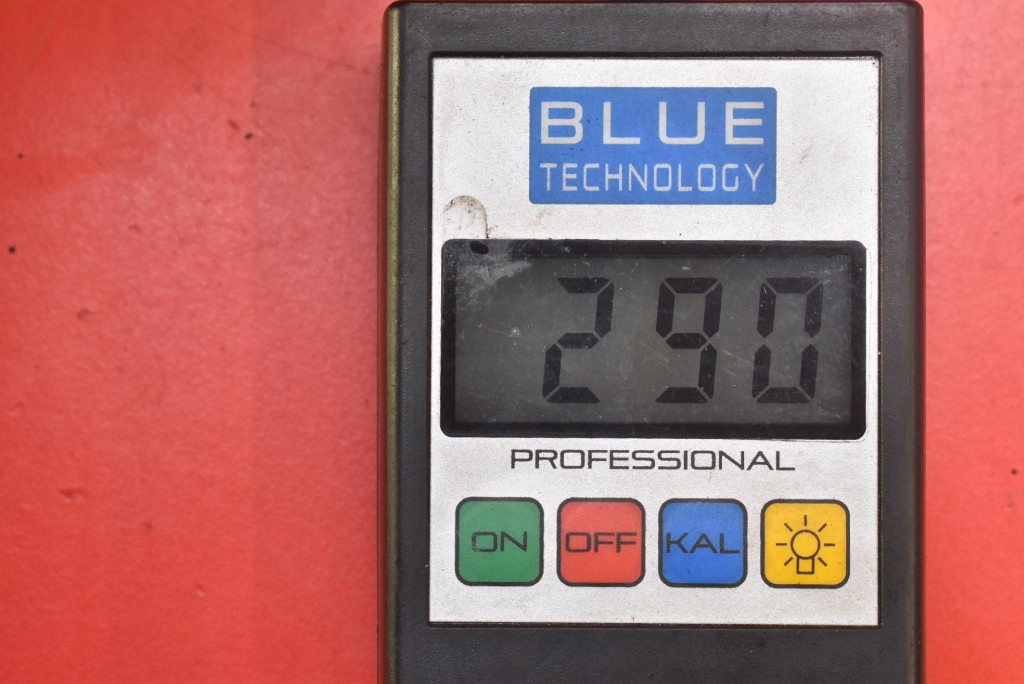 BLUE
TECHNOLOGY
290
PROFESSIONAL
ON OFF KAL